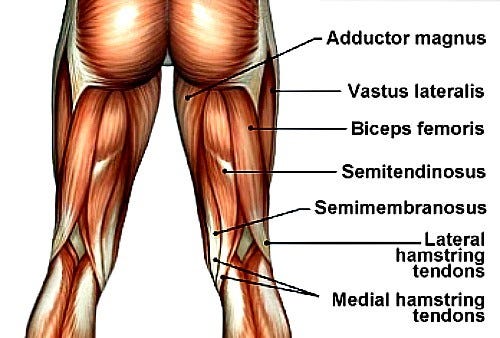 Adductor magnus
Vastus lateralis
Biceps femoris
Semitendinosus
Semimembranosus
Lateral
hamstring
tendons
Medial hamstring
tendons